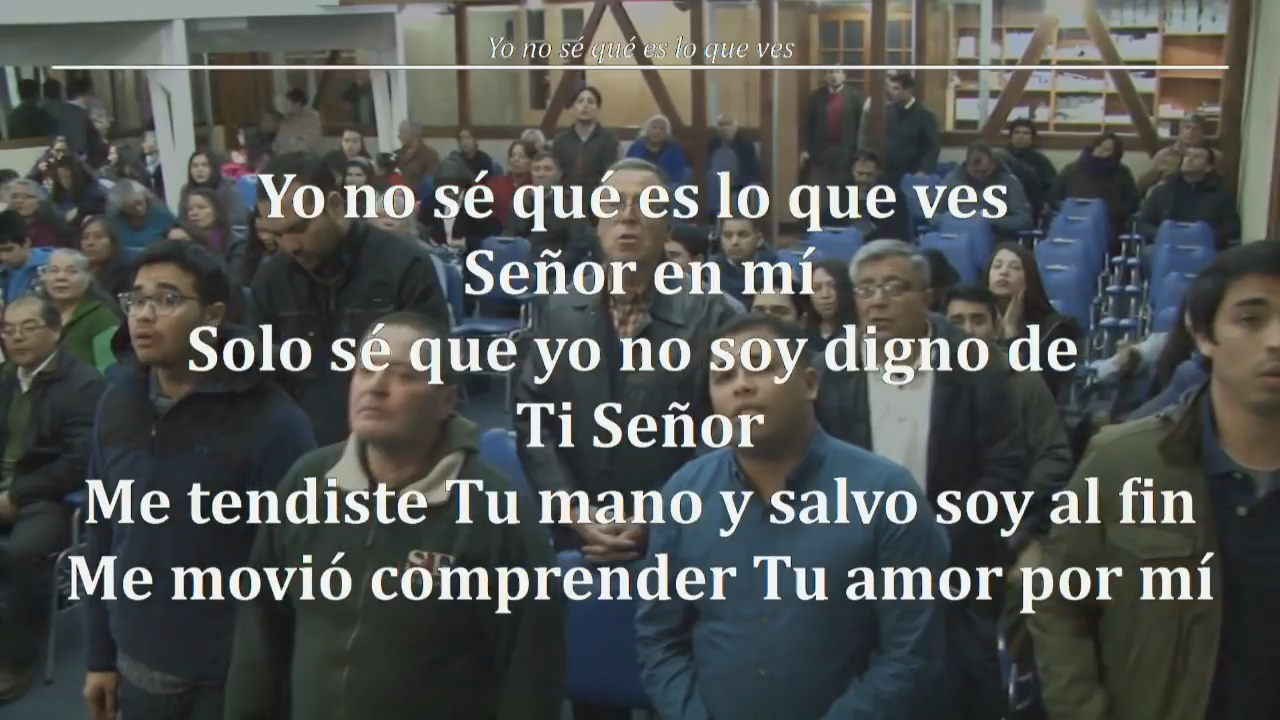 Yo no sé qué es lo que ves
Yo no sé qué es lo que ves
Señor en mí
Solo sé que yo no soy digno de
Ti Señor
Me tendiste Tu mano y salvo soy al fin
Me movió comprender Tu amor por mí